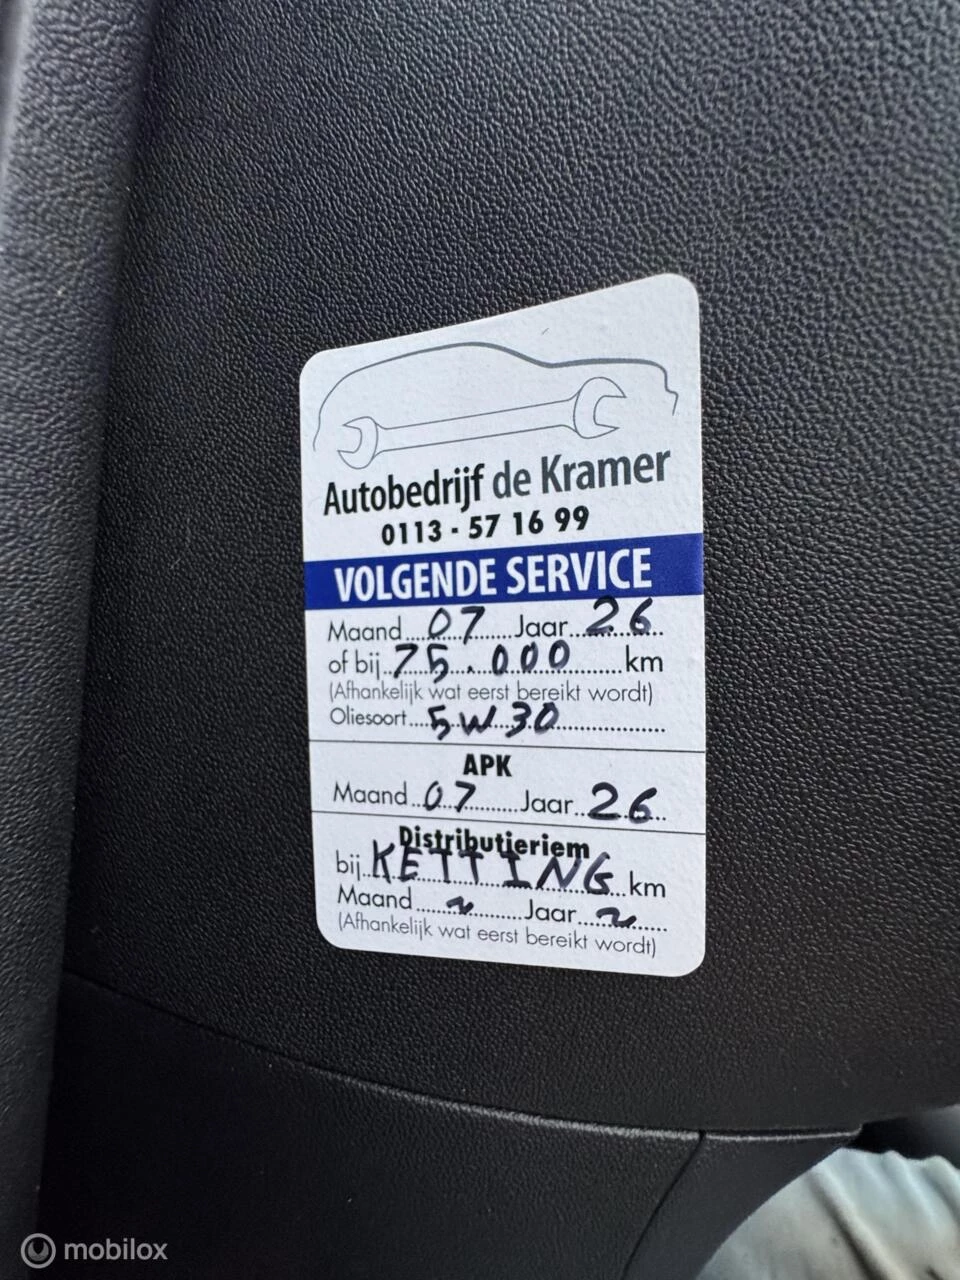 Autobedrijf de Kramer
0113 - 57 16 99
VOLGENDE SERVICE
Maand...07......Jaar...26..
of bij..75.000......km
(Afhankelijk wat eerst bereikt wordt)
Oliesoort...5W30................
APK
Maand..07.......Jaar..26..
Distributieriem
bij..KETTING...km
Maand....~.......Jaar..~....
(Afhankelijk wat eerst bereikt wordt)
mobilox